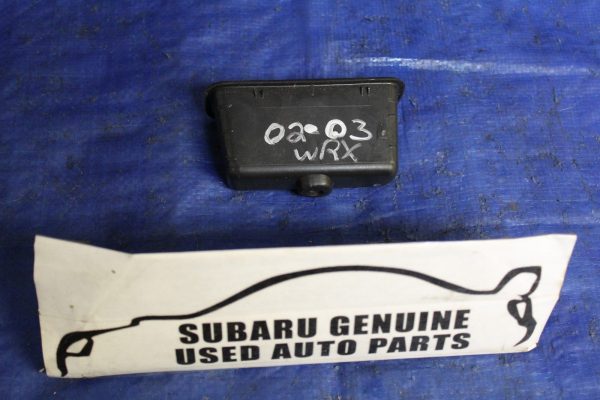 02-03
WRX
SUBARU GENUINE
USED AUTO PARTS